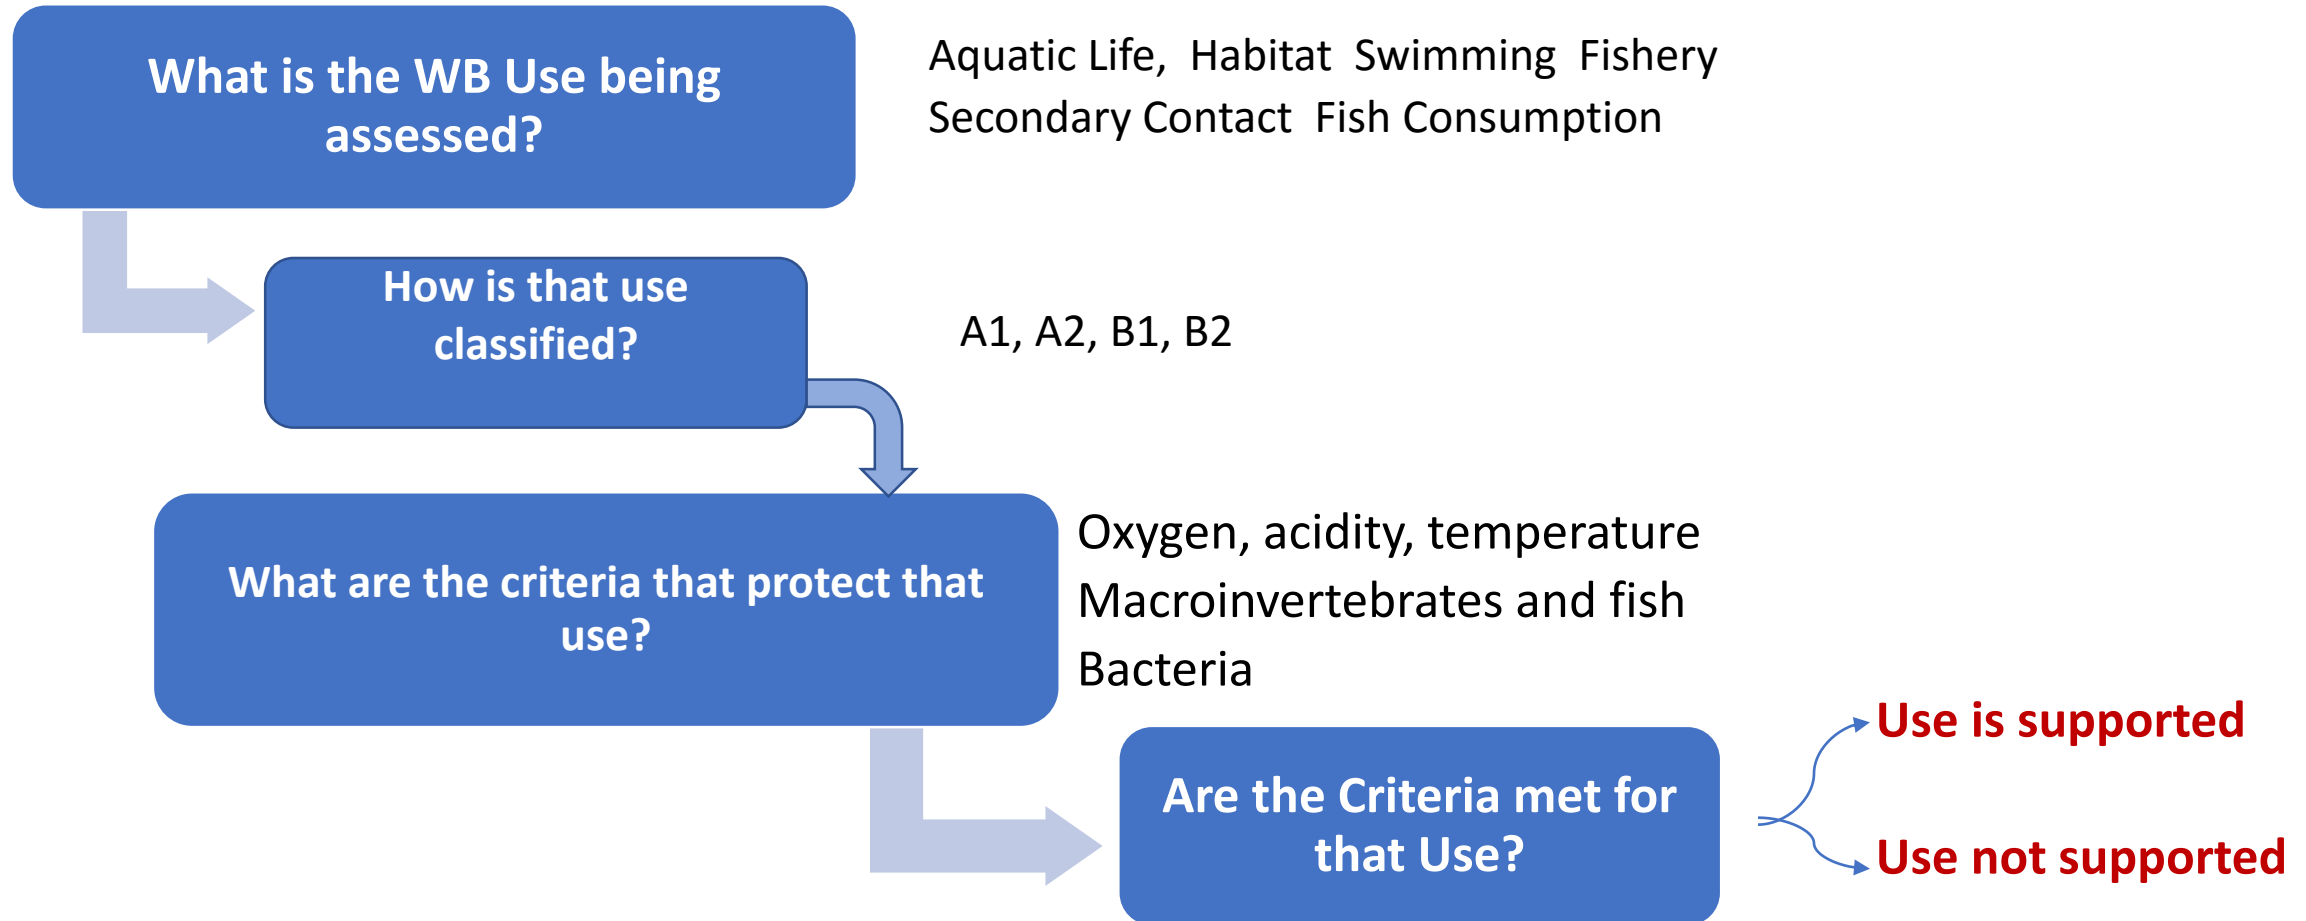 What is the WB Use being
assessed?
Aquatic Life,  Habitat  Swimming  Fishery
Secondary Contact  Fish Consumption
How is that use
classified?
A1, A2, B1, B2
What are the criteria that protect that
use?
Oxygen, acidity, temperature
Macroinvertebrates and fish
Bacteria
Are the Criteria met for
that Use?
Use is supported
Use not supported